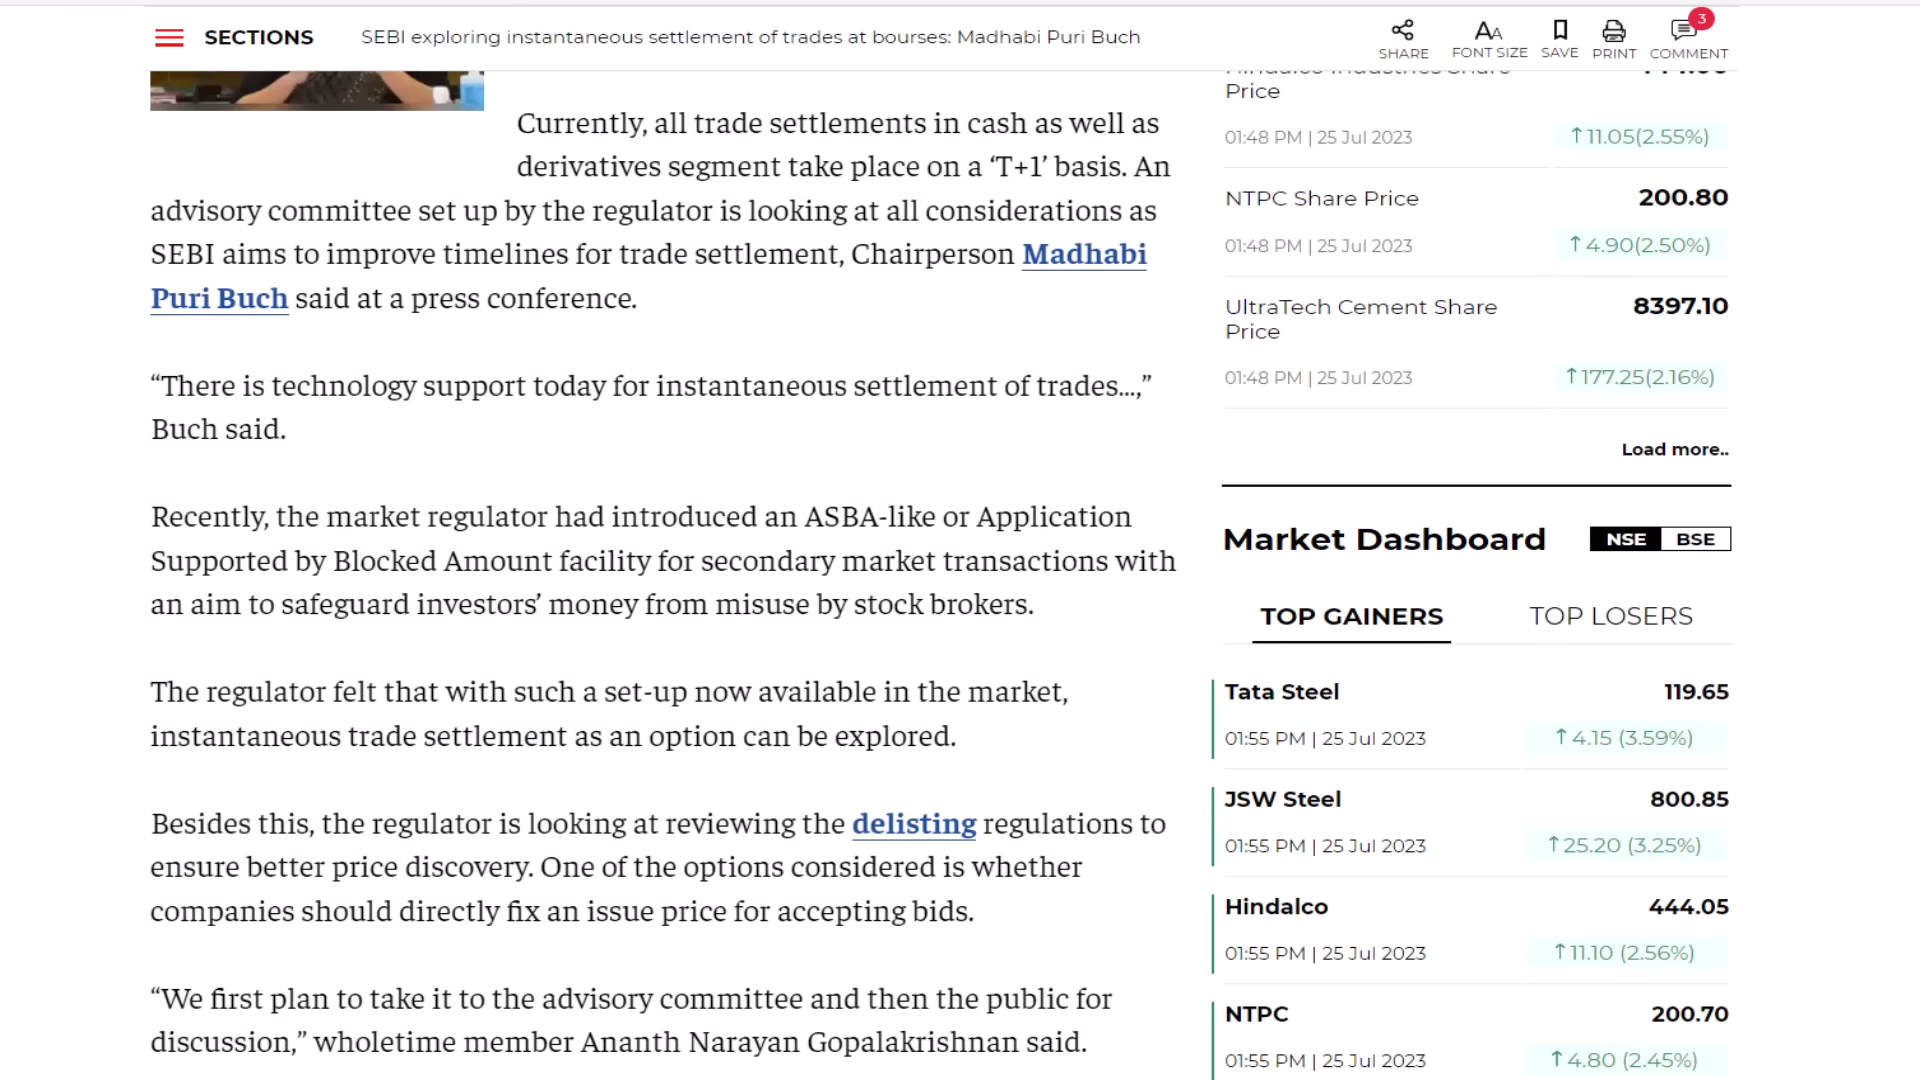 SECTIONS
SEBI exploring instantaneous settlement of trades at bourses: Madhabi Puri Buch
SHARE
FONT SIZE
SAVE
PRINT
3
COMMENT
Currently, all trade settlements in cash as well as
derivatives segment take place on a ‘T+1’ basis. An
advisory committee set up by the regulator is looking at all considerations as
SEBI aims to improve timelines for trade settlement, Chairperson Madhabi
Puri Buch said at a press conference.
“There is technology support today for instantaneous settlement of trades...,”
Buch said.
Recently, the market regulator had introduced an ASBA-like or Application
Supported by Blocked Amount facility for secondary market transactions with
an aim to safeguard investors’ money from misuse by stock brokers.
The regulator felt that with such a set-up now available in the market,
instantaneous trade settlement as an option can be explored.
Besides this, the regulator is looking at reviewing the delisting regulations to
ensure better price discovery. One of the options considered is whether
companies should directly fix an issue price for accepting bids.
“We first plan to take it to the advisory committee and then the public for
discussion,” wholetime member Ananth Narayan Gopalakrishnan said.
Hindalco Industries Share
Price
01:48 PM | 25 Jul 2023 ↑11.05(2.55%)
NTPC Share Price 200.80
01:48 PM | 25 Jul 2023 ↑4.90(2.50%)
UltraTech Cement Share 8397.10
Price
01:48 PM | 25 Jul 2023 ↑177.25(2.16%)
Load more..
Market Dashboard NSE BSE
TOP GAINERS TOP LOSERS
Tata Steel 119.65
01:55 PM | 25 Jul 2023 ↑4.15 (3.59%)
JSW Steel 800.85
01:55 PM | 25 Jul 2023 ↑25.20 (3.25%)
Hindalco 444.05
01:55 PM | 25 Jul 2023 ↑11.10 (2.56%)
NTPC 200.70
01:55 PM | 25 Jul 2023 ↑4.80 (2.45%)